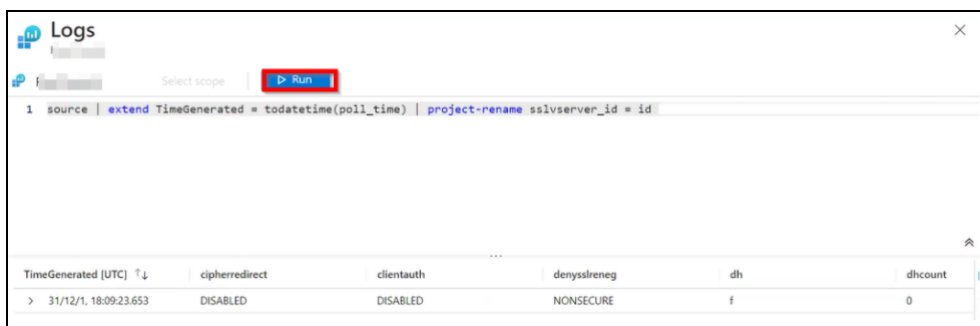 Logs
Select scope
Run
1 source | extend TimeGenerated = todatetime(poll_time) | project-rename sslvserver_id = id
...
TimeGenerated [UTC] ↑↓ cipherredirect clientauth denysslreneg dh dhcount
> 31/12/1, 18:09:23.653 DISABLED DISABLED NONSECURE f 0